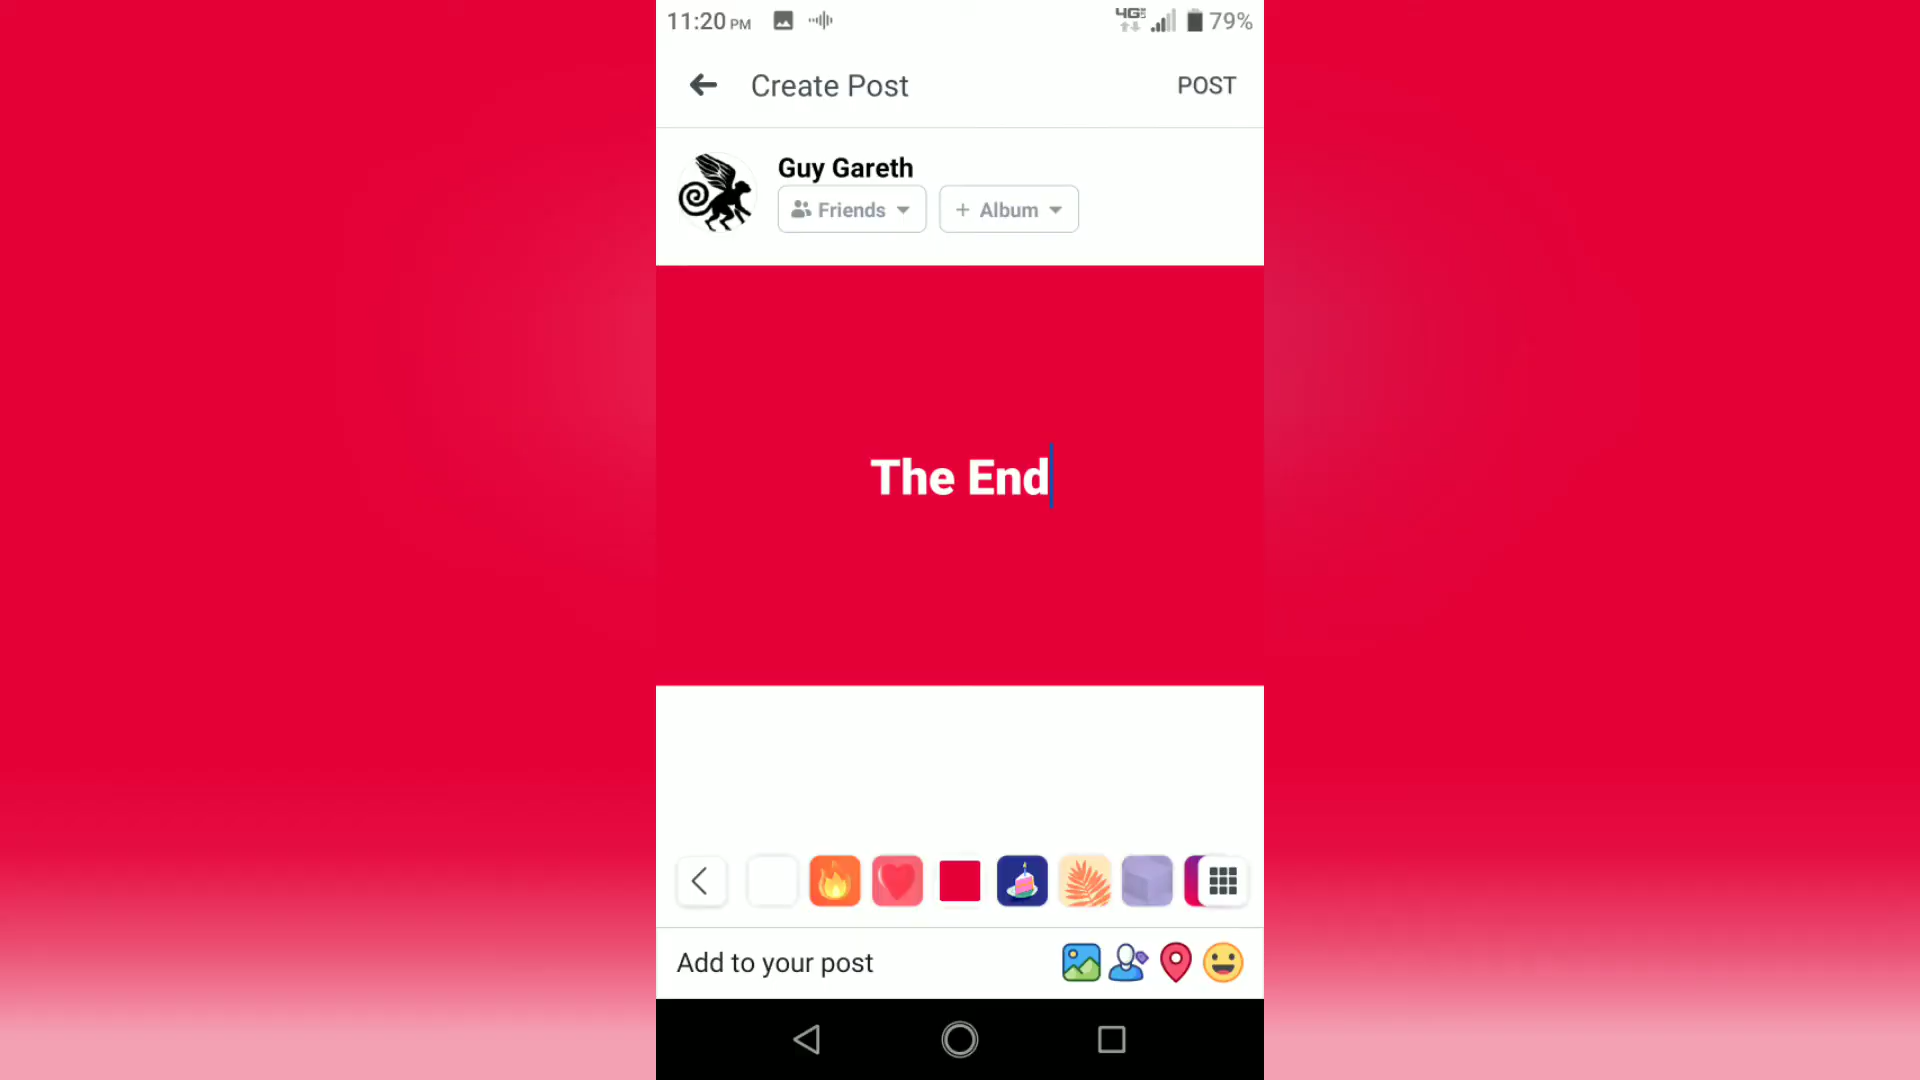 11:20 PM 4G 79%
Create Post POST
Guy Gareth
Friends + Album
The End
Add to your post